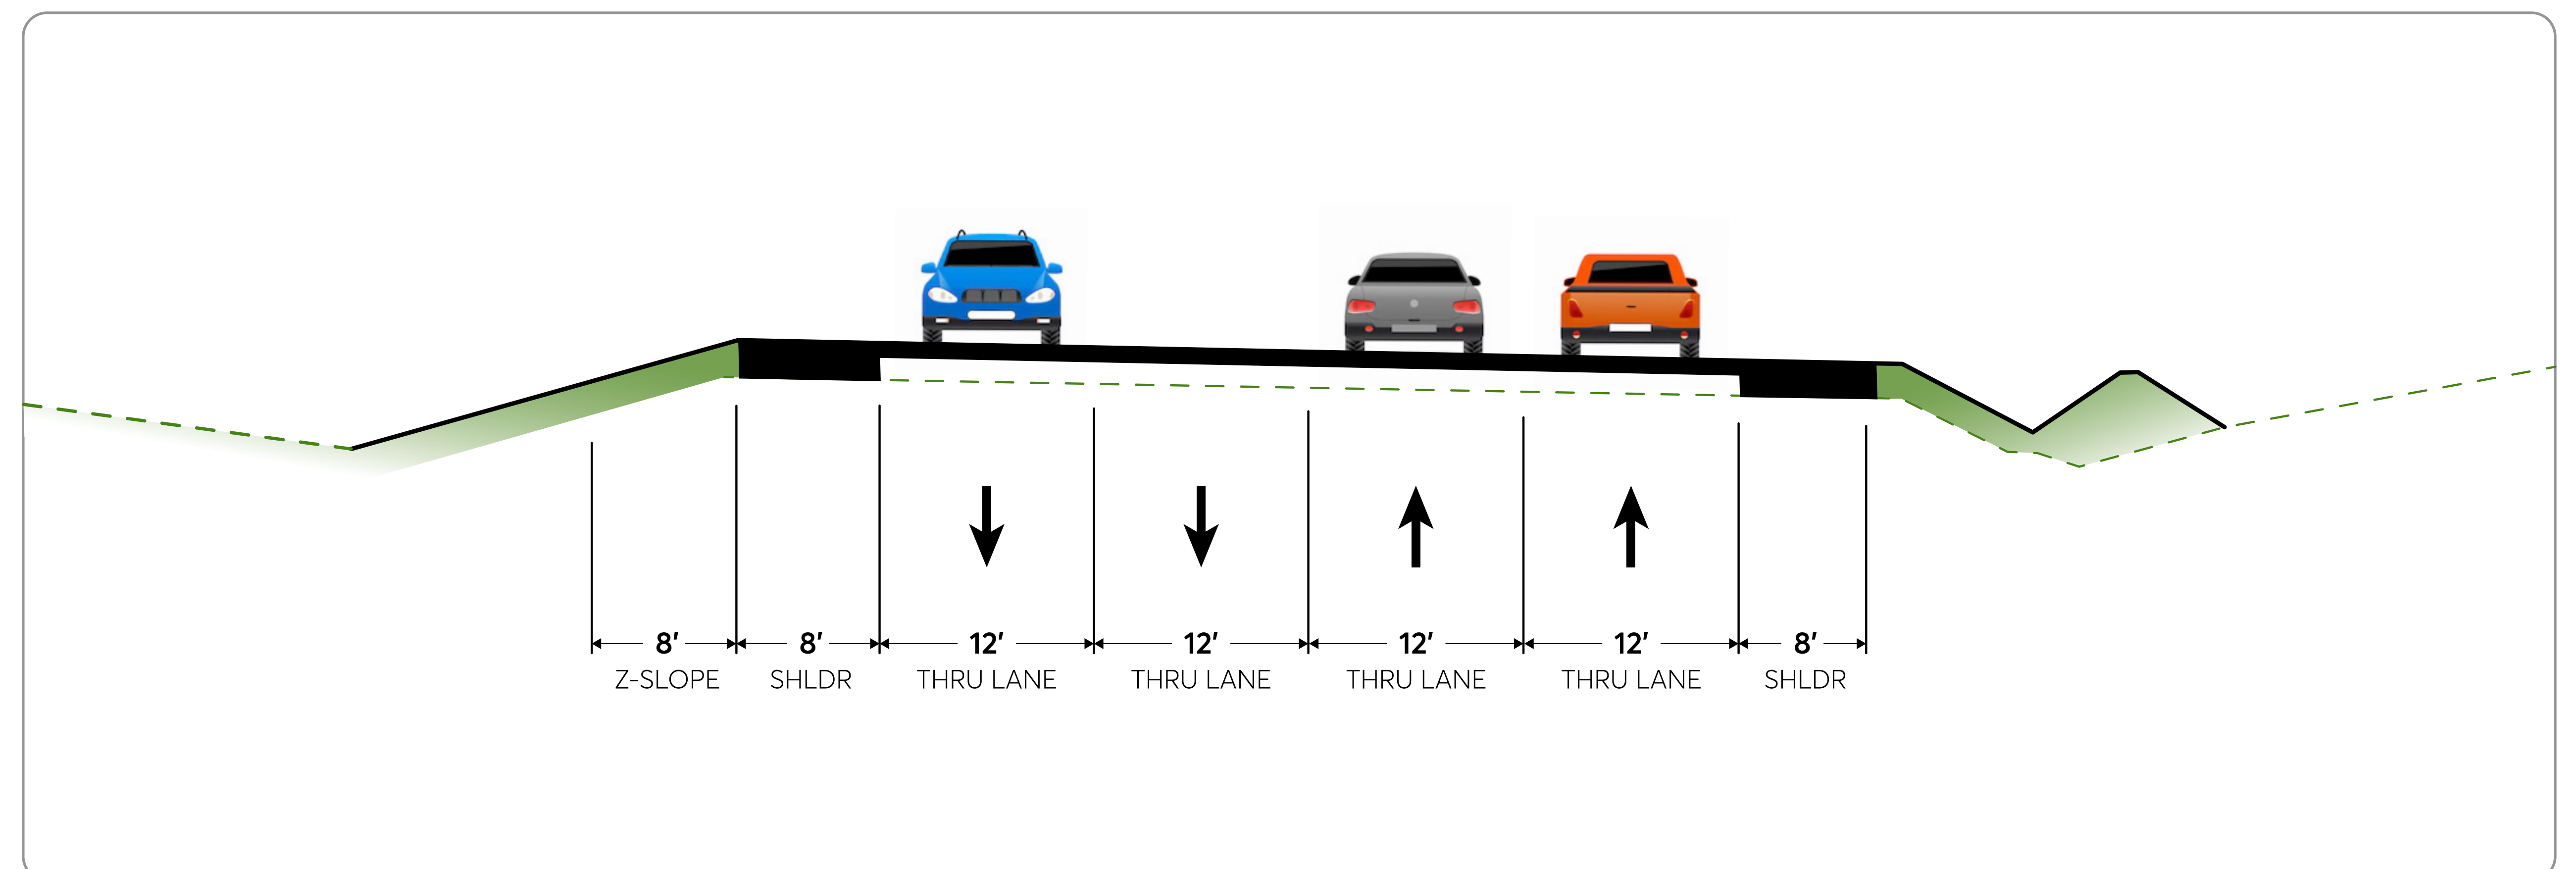 8′ 8′ 12′ 12′ 12′ 12′ 8′
Z-SLOPE SHLDR THRU LANE THRU LANE THRU LANE THRU LANE SHLDR